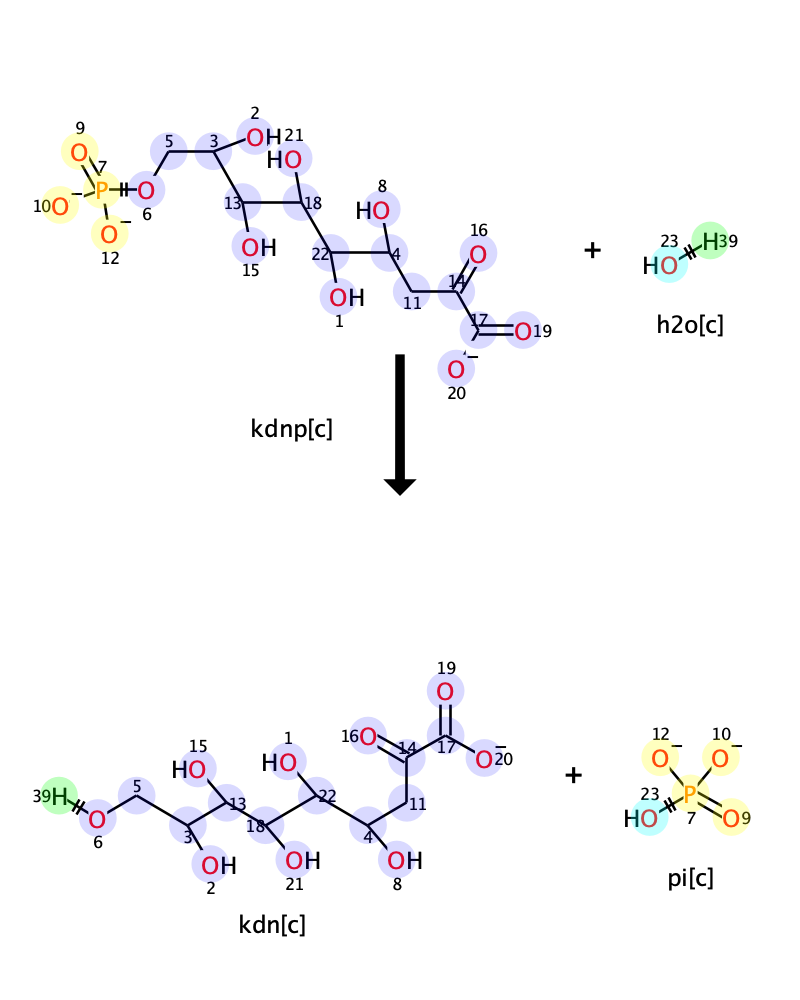 9 7 5 3 2 21
O P O OH HO
10 O − 6 13 18 8
O − 12 OH 15 HO 4 16
22 O
OH 1 11 14
17 O 19
O − 20
+
23 HO H 39
h2o[c]
kdnp[c]
19
O
15 1 16 O 14 17 O − 20
39 H HO HO
5 13 22 11
O 6 3 18 4
OH 2 OH 21 OH 8
kdn[c]
+
12 10
O − O −
23 HO P 7 O 9
pi[c]